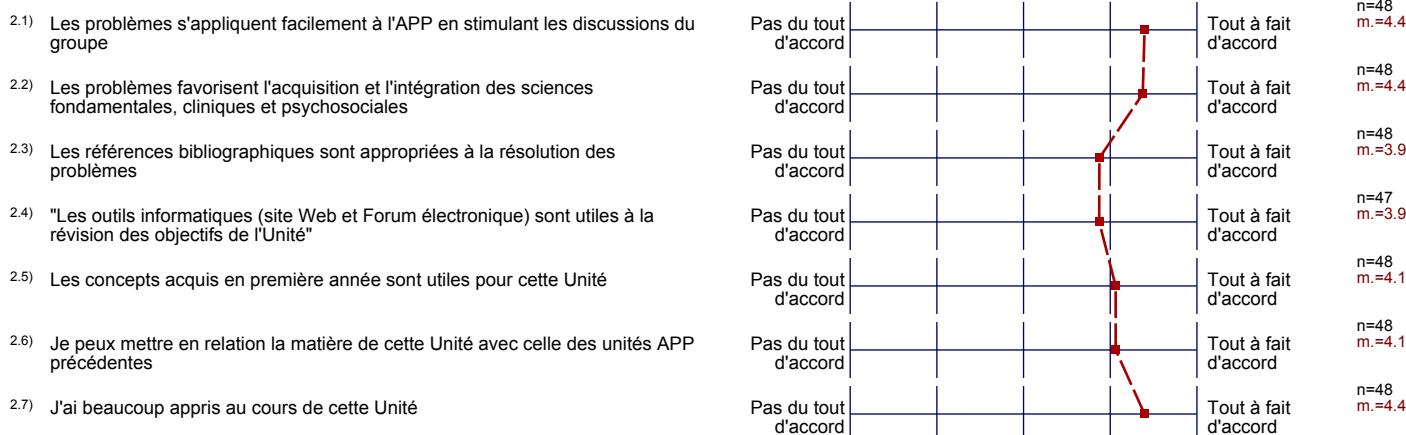 2.1) Les problèmes s'appliquent facilement à l'APP en stimulant les discussions du
groupe
Pas du tout
d'accord
Tout à fait
d'accord
n=48
m.=4.4
2.2) Les problèmes favorisent l'acquisition et l'intégration des sciences
fondamentales, cliniques et psychosociales
Pas du tout
d'accord
Tout à fait
d'accord
n=48
m.=4.4
2.3) Les références bibliographiques sont appropriées à la résolution des
problèmes
Pas du tout
d'accord
Tout à fait
d'accord
n=48
m.=3.9
2.4) "Les outils informatiques (site Web et Forum électronique) sont utiles à la
révision des objectifs de l'Unité"
Pas du tout
d'accord
Tout à fait
d'accord
n=47
m.=3.9
2.5) Les concepts acquis en première année sont utiles pour cette Unité
Pas du tout
d'accord
Tout à fait
d'accord
n=48
m.=4.1
2.6) Je peux mettre en relation la matière de cette Unité avec celle des unités APP
précédentes
Pas du tout
d'accord
Tout à fait
d'accord
n=48
m.=4.1
2.7) J'ai beaucoup appris au cours de cette Unité
Pas du tout
d'accord
Tout à fait
d'accord
n=48
m.=4.4